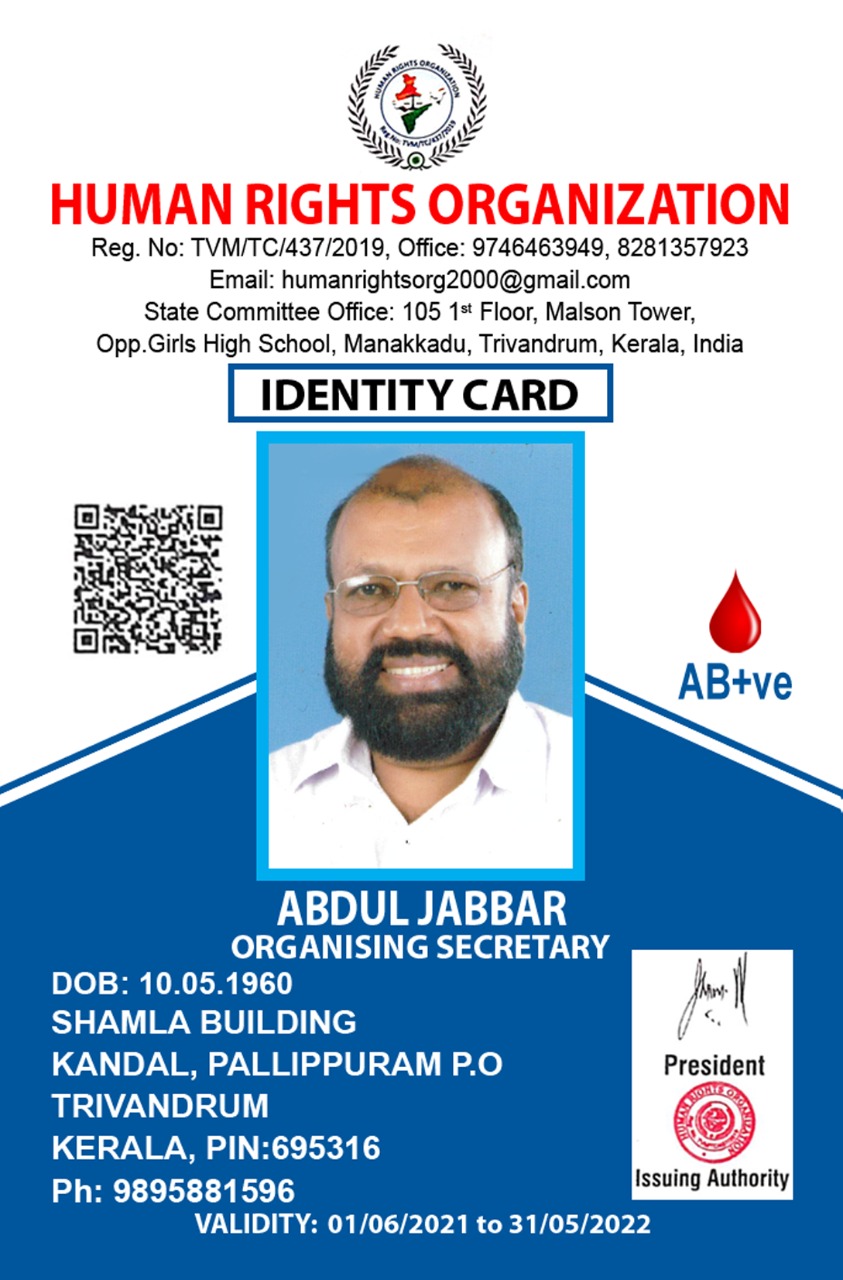 HUMAN RIGHTS ORGANIZATION
Reg No: TVM/TC/437/2019
HUMAN RIGHTS ORGANIZATION
Reg. No: TVM/TC/437/2019, Office: 9746463949, 8281357923
Email: humanrightsorg2000@gmail.com
State Committee Office: 105 1st Floor, Malson Tower,
Opp.Girls High School, Manakkadu, Trivandrum, Kerala, India
IDENTITY CARD
AB+ve
ABDUL JABBAR
ORGANISING SECRETARY
DOB: 10.05.1960
SHAMLA BUILDING
KANDAL, PALLIPPURAM P.O
TRIVANDRUM
KERALA, PIN:695316
Ph: 9895881596
President
HUMAN RIGHTS ORGANIZATION
Issuing Authority
VALIDITY: 01/06/2021 to 31/05/2022